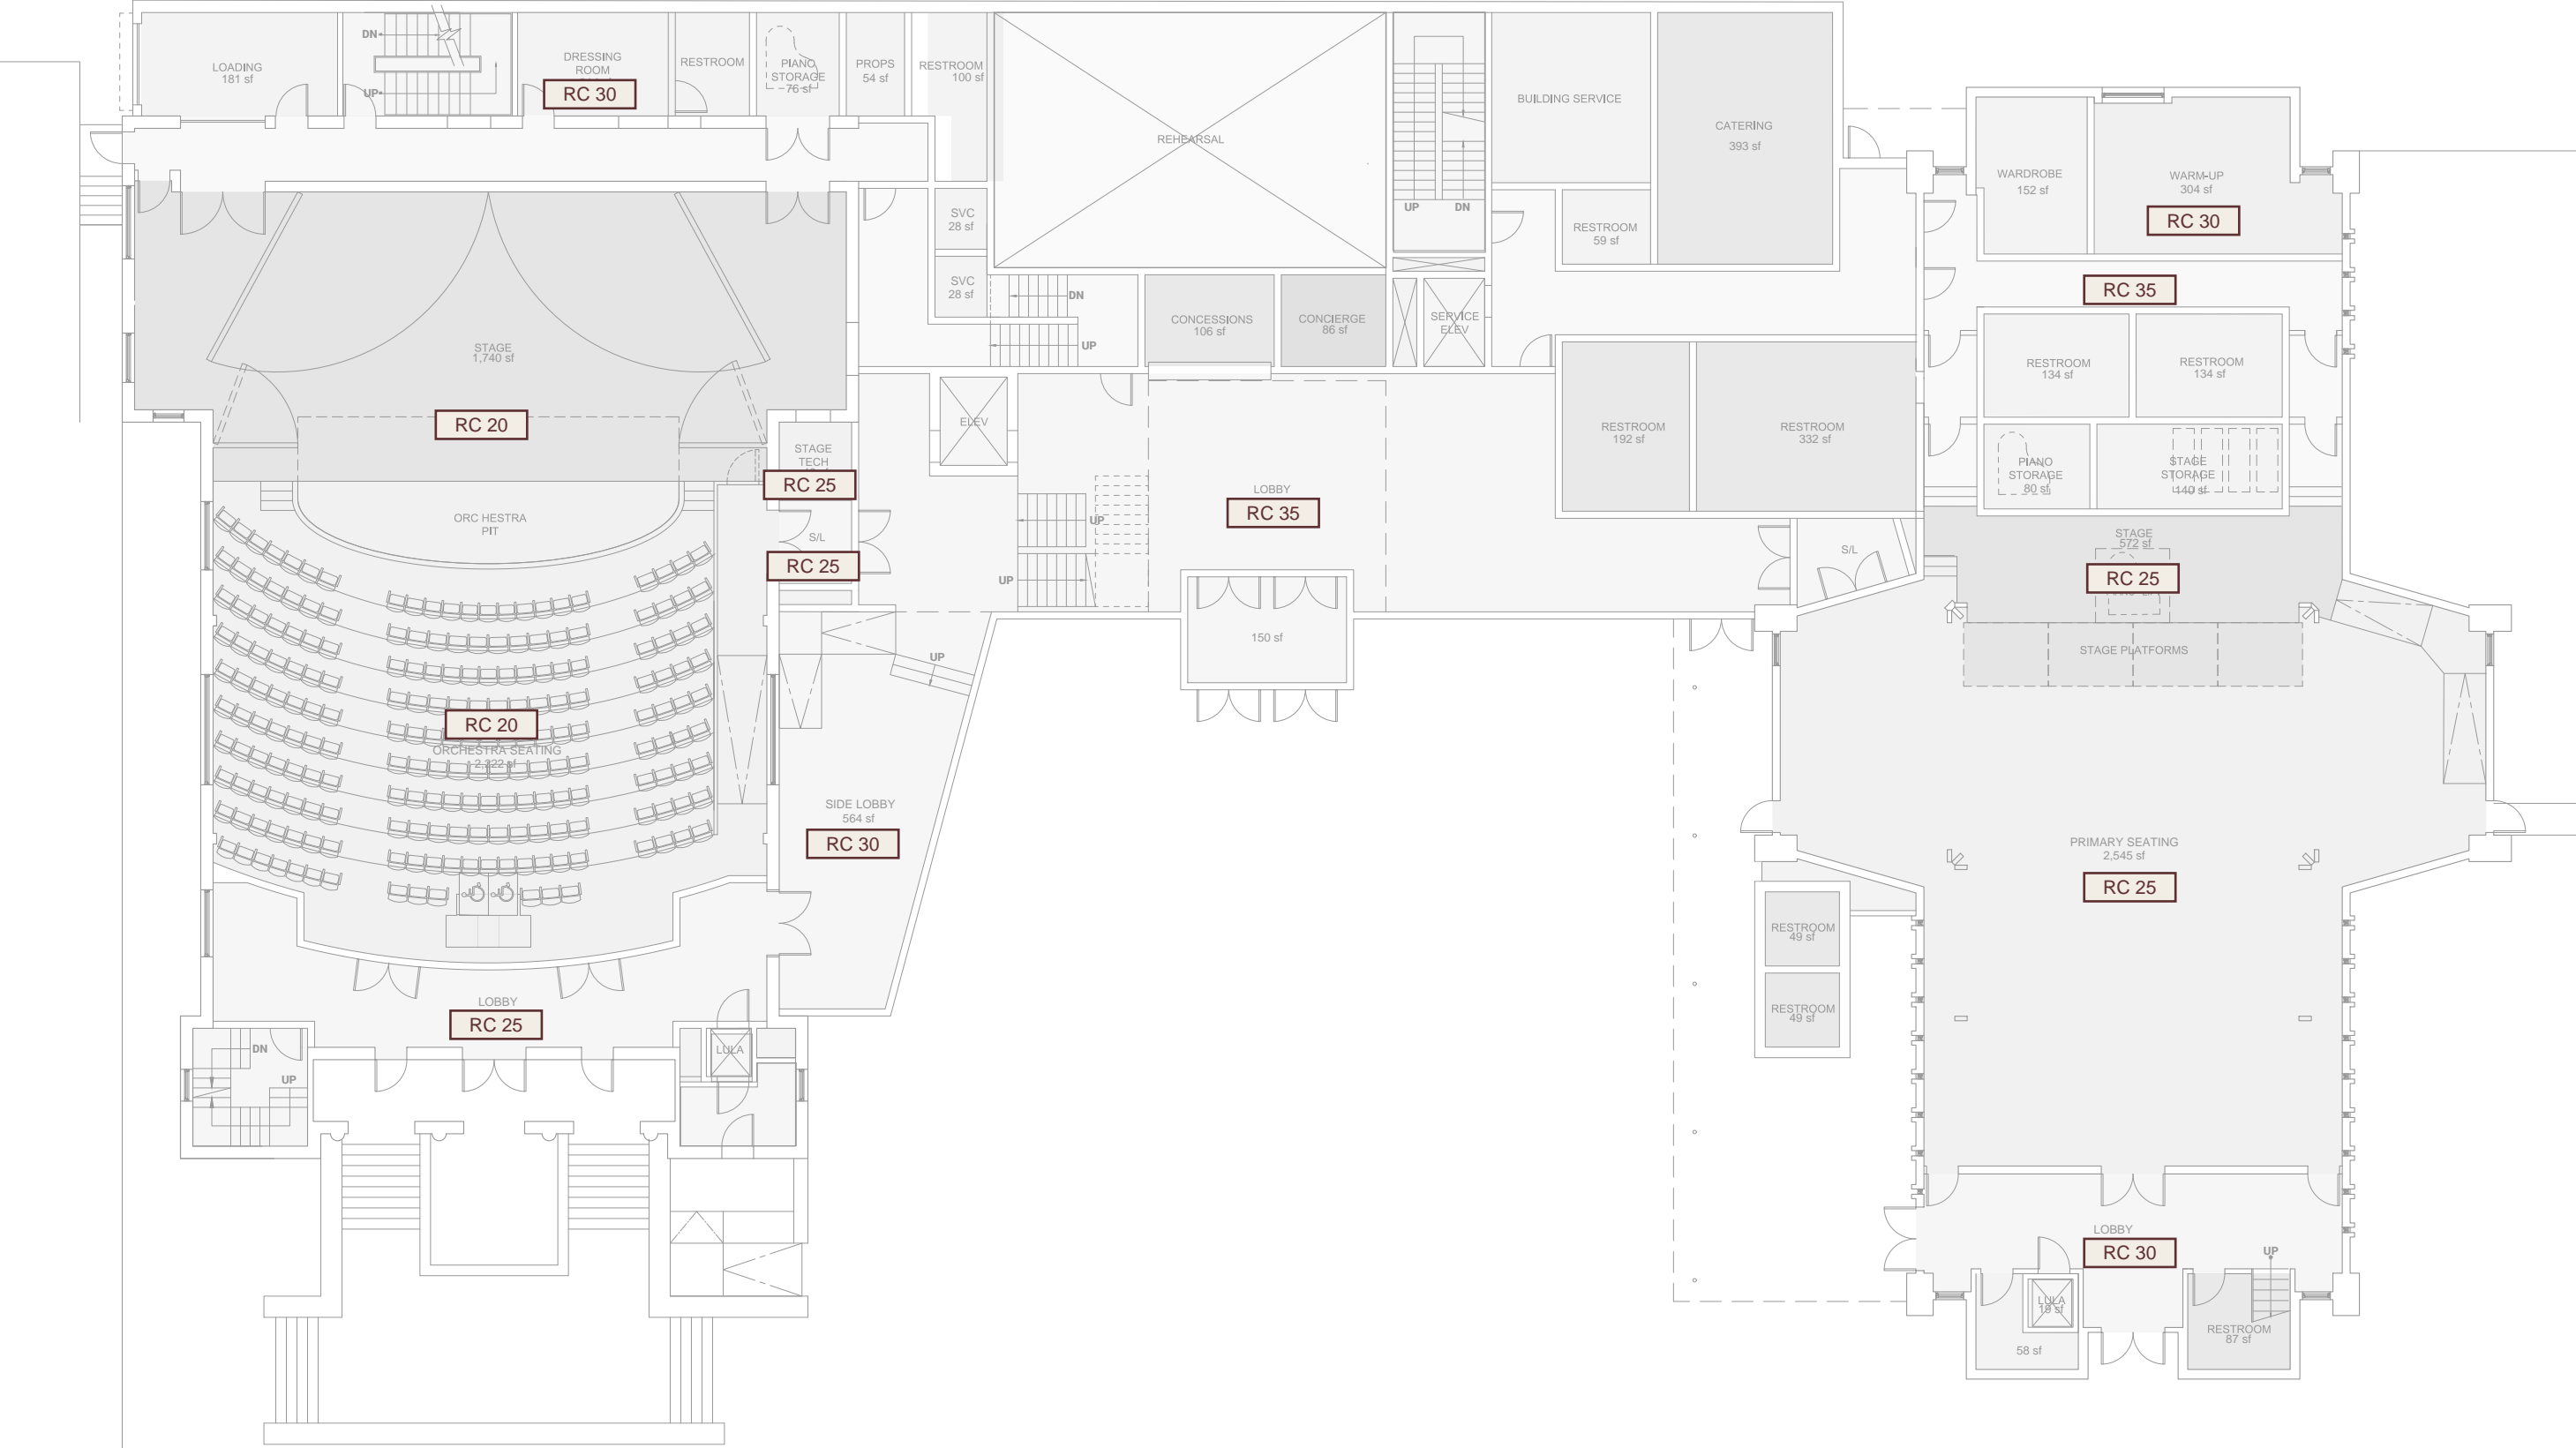 LOADING
181 sf
DN
UP
DRESSING
ROOM
RC 30
RESTROOM
PIANO
STORAGE
76 sf
PROPS
54 sf
RESTROOM
100 sf
REHEARSAL
UP
DN
BUILDING SERVICE
CATERING
393 sf
RESTROOM
59 sf
WARDROBE
152 sf
WARM-UP
304 sf
RC 30
RC 35
SVC
28 sf
SVC
28 sf
DN
UP
CONCESSIONS
106 sf
CONCIERGE
86 sf
SERVICE
ELEV
STAGE
1,740 sf
RC 20
RESTROOM
134 sf
RESTROOM
134 sf
ELEV
STAGE
TECH
RC 25
S/L
RC 25
ORC HESTRA
PIT
UP
UP
LOBBY
RC 35
RESTROOM
192 sf
RESTROOM
332 sf
PIANO
STORAGE
80 sf
STAGE
STORAGE
140 sf
S/L
STAGE
572 sf
RC 25
STAGE PLATFORMS
150 sf
UP
RC 20
ORCHESTRA SEATING
2,222 sf
SIDE LOBBY
564 sf
RC 30
PRIMARY SEATING
2,545 sf
RC 25
RESTROOM
49 sf
RESTROOM
49 sf
LOBBY
RC 25
DN
UP
LULA
LOBBY
RC 30
UP
LULA
19 sf
58 sf
RESTROOM
87 sf